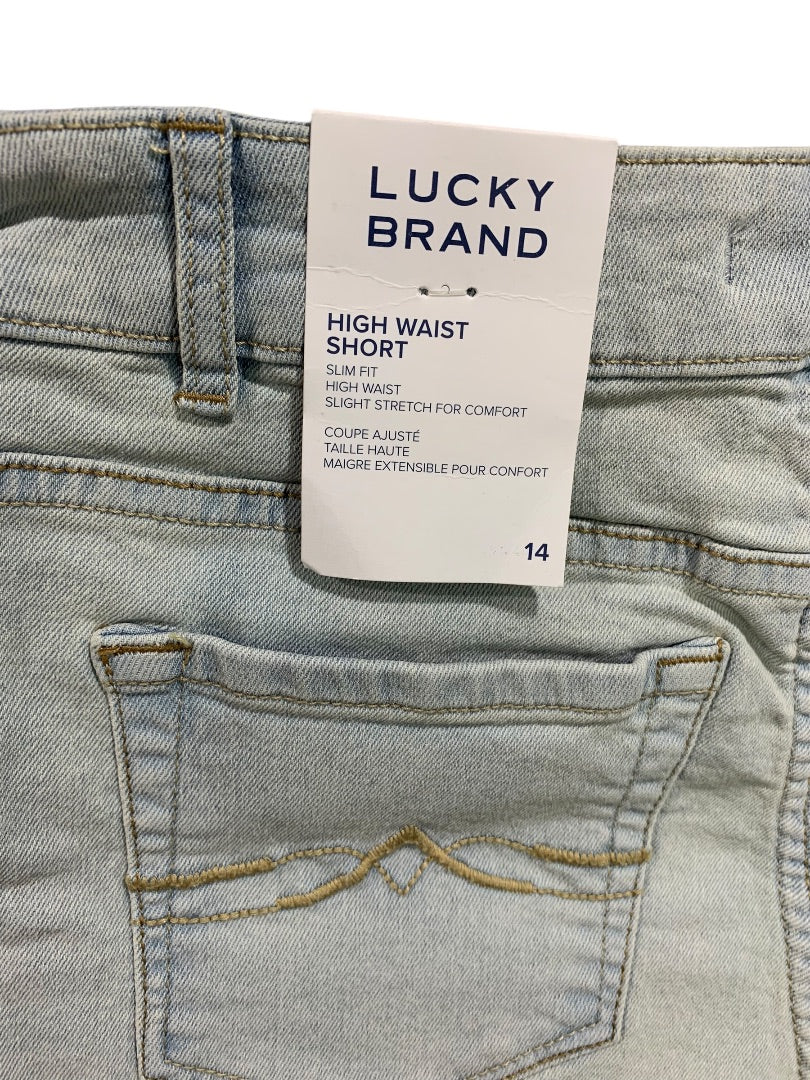 LUCKY
BRAND
HIGH WAIST
SHORT
SLIM FIT
HIGH WAIST
SLIGHT STRETCH FOR COMFORT
COUPE AJUSTÉ
TAILLE HAUTE
MAIGRE EXTENSIBLE POUR CONFORT
14